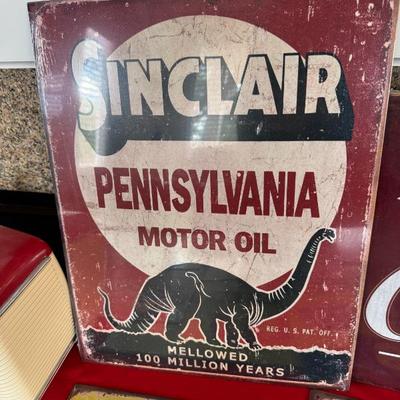 SINCLAIR
PENNSYLVANIA
MOTOR OIL
REG. U.S. PAT. OFF.
MELLOWED
100 MILLION YEARS